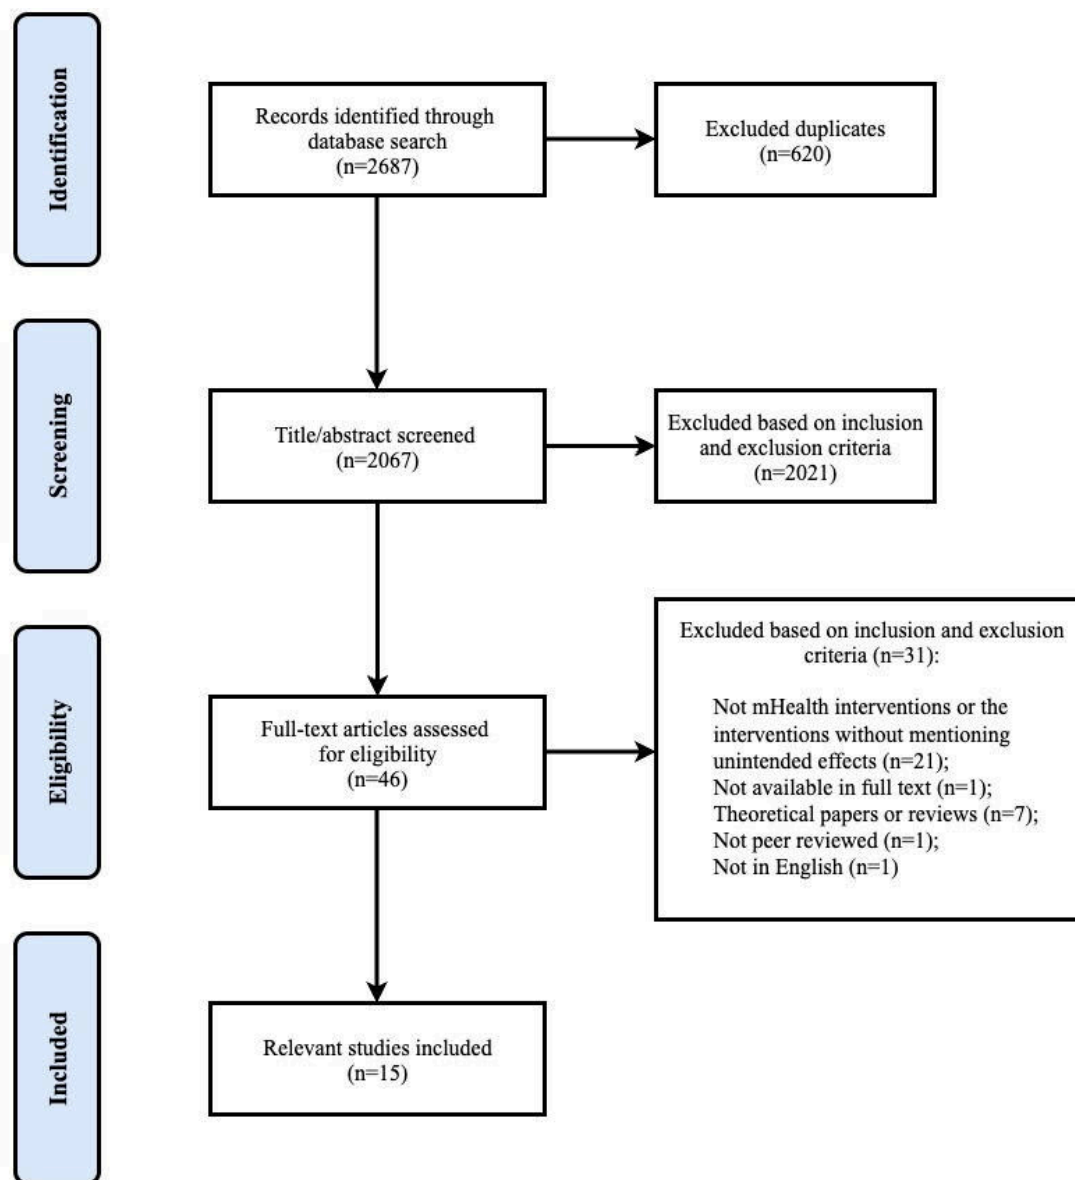 Identification
Records identified through
database search
(n=2687)
Excluded duplicates
(n=620)
Screening
Title/abstract screened
(n=2067)
Excluded based on inclusion
and exclusion criteria
(n=2021)
Eligibility
Full-text articles assessed
for eligibility
(n=46)
Excluded based on inclusion and exclusion
criteria (n=31):
Not mHealth interventions or the
interventions without mentioning
unintended effects (n=21);
Not available in full text (n=1);
Theoretical papers or reviews (n=7);
Not peer reviewed (n=1);
Not in English (n=1)
Included
Relevant studies included
(n=15)